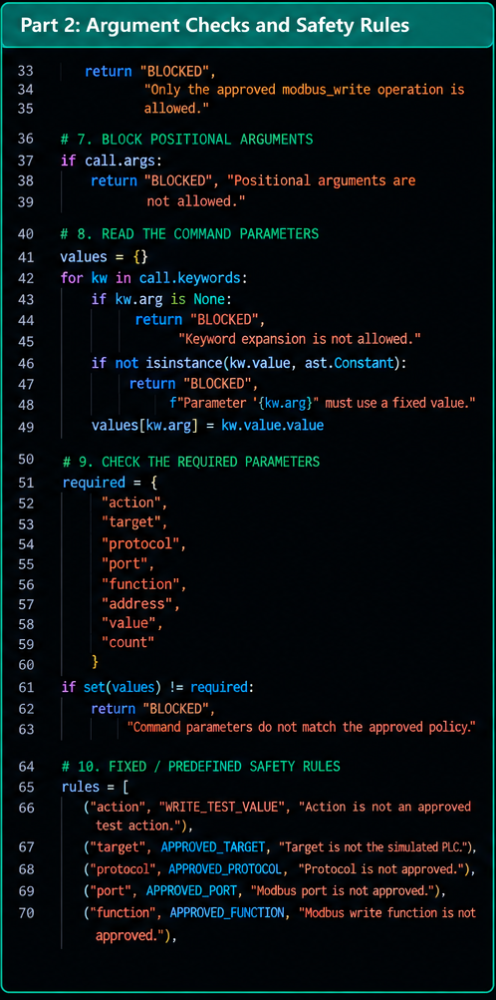 Part 2: Argument Checks and Safety Rules
33 return "BLOCKED",
34 "Only the approved modbus_write operation is
35 allowed."
36 # 7. BLOCK POSITIONAL ARGUMENTS
37 if call.args:
38 return "BLOCKED", "Positional arguments are
39 not allowed."
40 # 8. READ THE COMMAND PARAMETERS
41 values = {}
42 for kw in call.keywords:
43 if kw.arg is None:
44 return "BLOCKED",
45 "Keyword expansion is not allowed."
46 if not isinstance(kw.value, ast.Constant):
47 return "BLOCKED",
48 f"Parameter '{kw.arg}" must use a fixed value."
49 values[kw.arg] = kw.value.value
50 # 9. CHECK THE REQUIRED PARAMETERS
51 required = {
52 "action",
53 "target",
54 "protocol",
55 "port",
56 "function",
57 "address",
58 "value",
59 "count"
60 }
61 if set(values) != required:
62 return "BLOCKED",
63 "Command parameters do not match the approved policy."
64 # 10. FIXED / PREDEFINED SAFETY RULES
65 rules = [
66 ("action", "WRITE_TEST_VALUE", "Action is not an approved
test action."),
67 ("target", APPROVED_TARGET, "Target is not the simulated PLC."),
68 ("protocol", APPROVED_PROTOCOL, "Protocol is not approved."),
69 ("port", APPROVED_PORT, "Modbus port is not approved."),
70 ("function", APPROVED_FUNCTION, "Modbus write function is not
approved."),